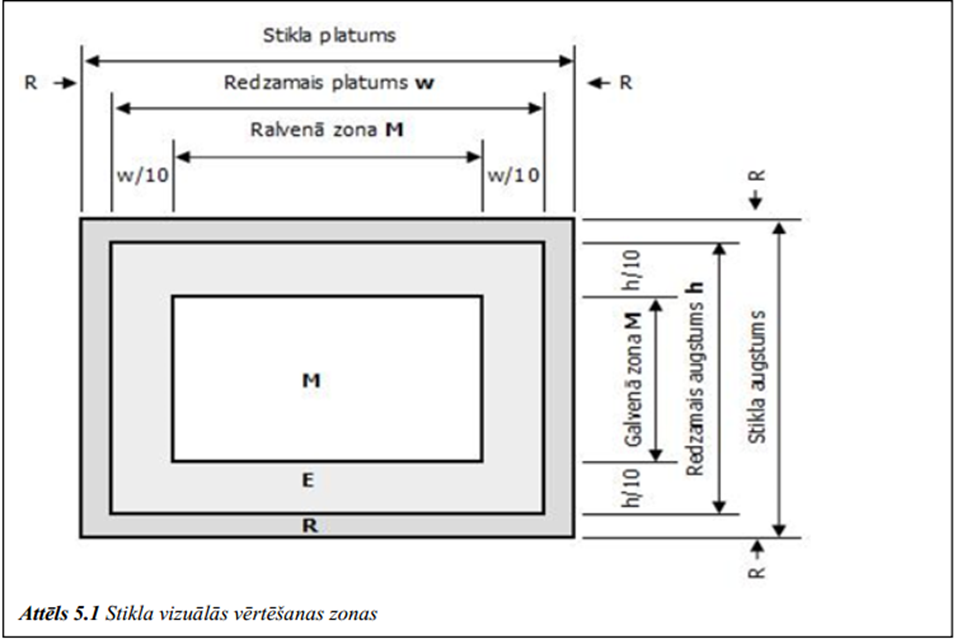 Stikla platums
R
Redzamais platums w
R
Ralvenā zona M
w/10
w/10
R
h/10
Galvenā zona M
Redzamais augstums h
Stikla augstums
M
E
h/10
R
R
Attēls 5.1 Stikla vizuālās vērtēšanas zonas